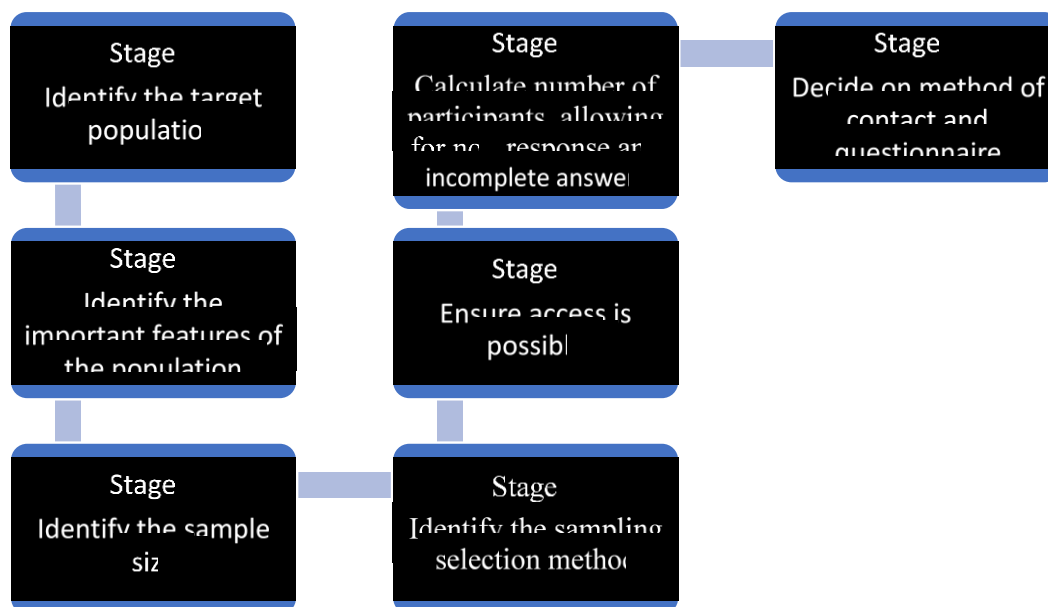 Stage
Identify the target
populatio
Stage
Identify the
important features of
the population
Stage
Identify the sample
siz
Stage
Identify the sampling
selection metho
Stage
Ensure access is
possibl
Stage
Calculate number of
participants, allowing
for response
incomplete answe
Stage
Decide on method of
contact and
questionnaire